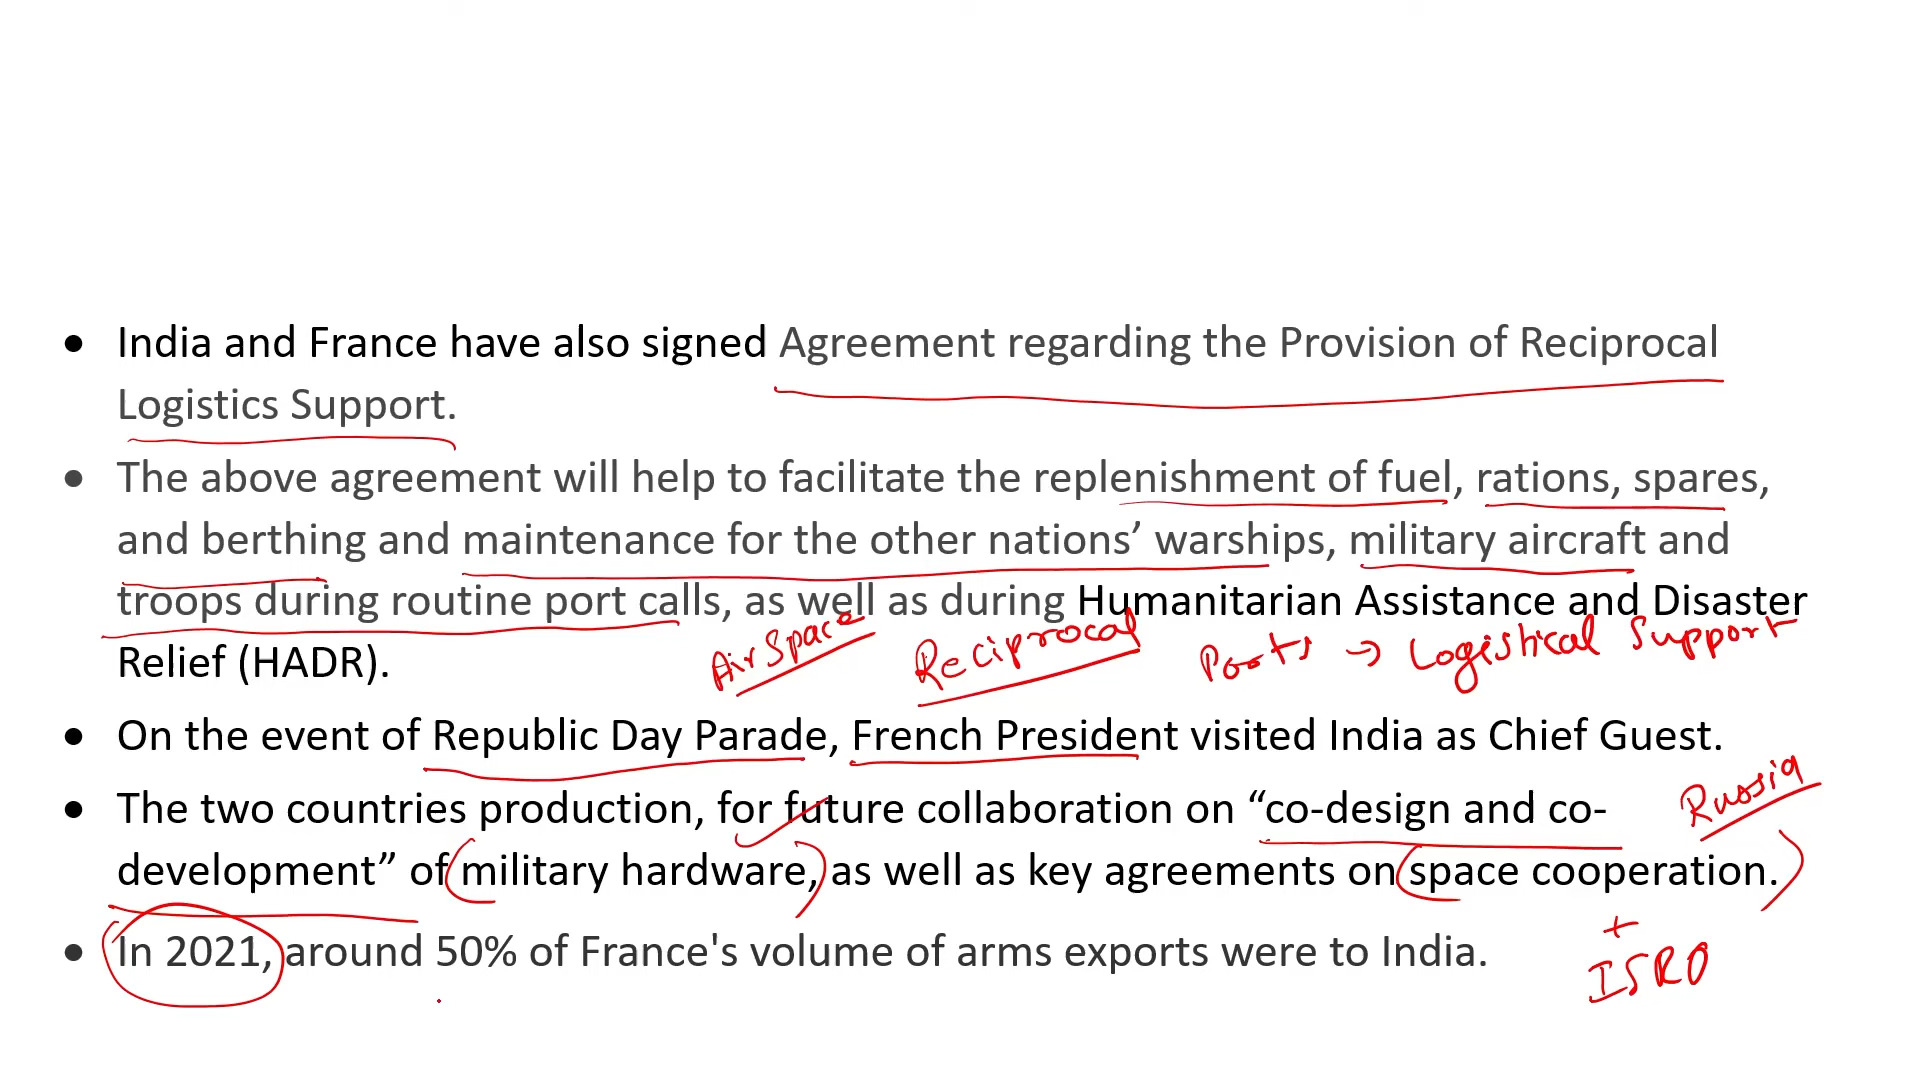 • India and France have also signed Agreement regarding the Provision of Reciprocal
Logistics Support.
• The above agreement will help to facilitate the replenishment of fuel, rations, spares,
and berthing and maintenance for the other nations’ warships, military aircraft and
troops during routine port calls, as well as during Humanitarian Assistance and Disaster
Relief (HADR).
Air Space
Reciprocal
Ports → Logistical Support
• On the event of Republic Day Parade, French President visited India as Chief Guest.
• The two countries production, for future collaboration on “co-design and co-
development” of military hardware, as well as key agreements on space cooperation.
Russia
+
ISRO
• In 2021, around 50% of France's volume of arms exports were to India.